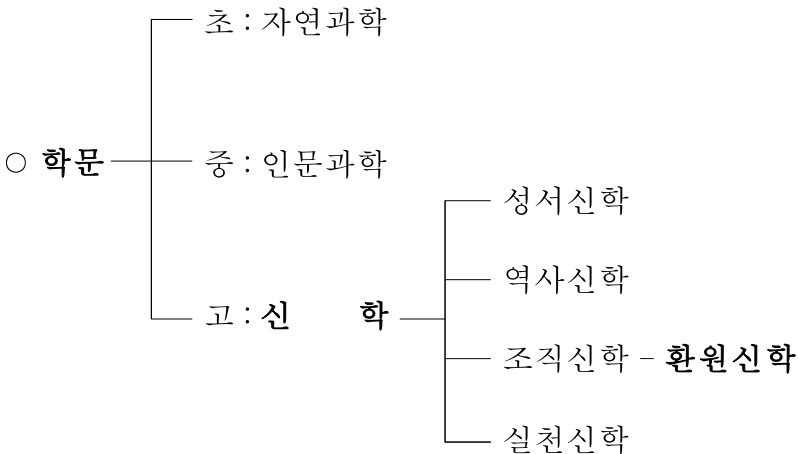 초 : 자연과학
○ 학문
중 : 인문과학
고 : 신 학
성서신학
역사신학
조직신학 - 환원신학
실천신학